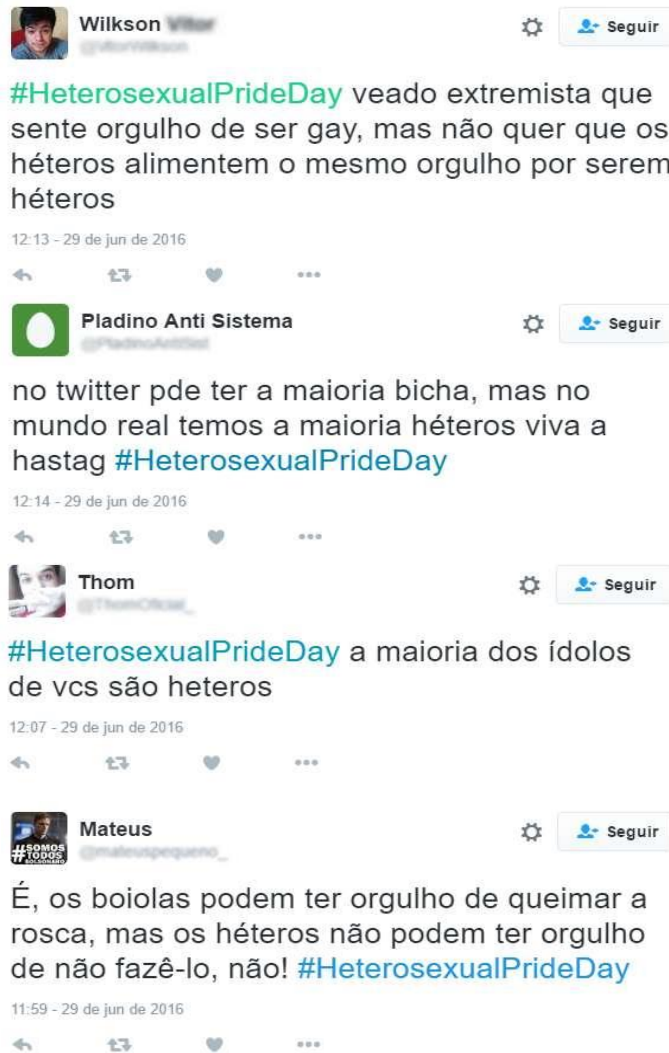 Wilkson
Seguir
#HeterosexualPrideDay veado extremista que
sente orgulho de ser gay, mas não quer que os
héteros alimentem o mesmo orgulho por serem
héteros
12:13 - 29 de jun de 2016
Pladino Anti Sistema
Seguir
no twitter pde ter a maioria bicha, mas no
mundo real temos a maioria héteros viva a
hastag #HeterosexualPrideDay
12:14 - 29 de jun de 2016
Thom
Seguir
#HeterosexualPrideDay a maioria dos ídolos
de vcs são heteros
12:07 - 29 de jun de 2016
Mateus
Seguir
#SOMOS
TODOS
BOLSONARO
É, os boiolas podem ter orgulho de queimar a
rosca, mas os héteros não podem ter orgulho
de não fazê-lo, não! #HeterosexualPrideDay
11:59 - 29 de jun de 2016